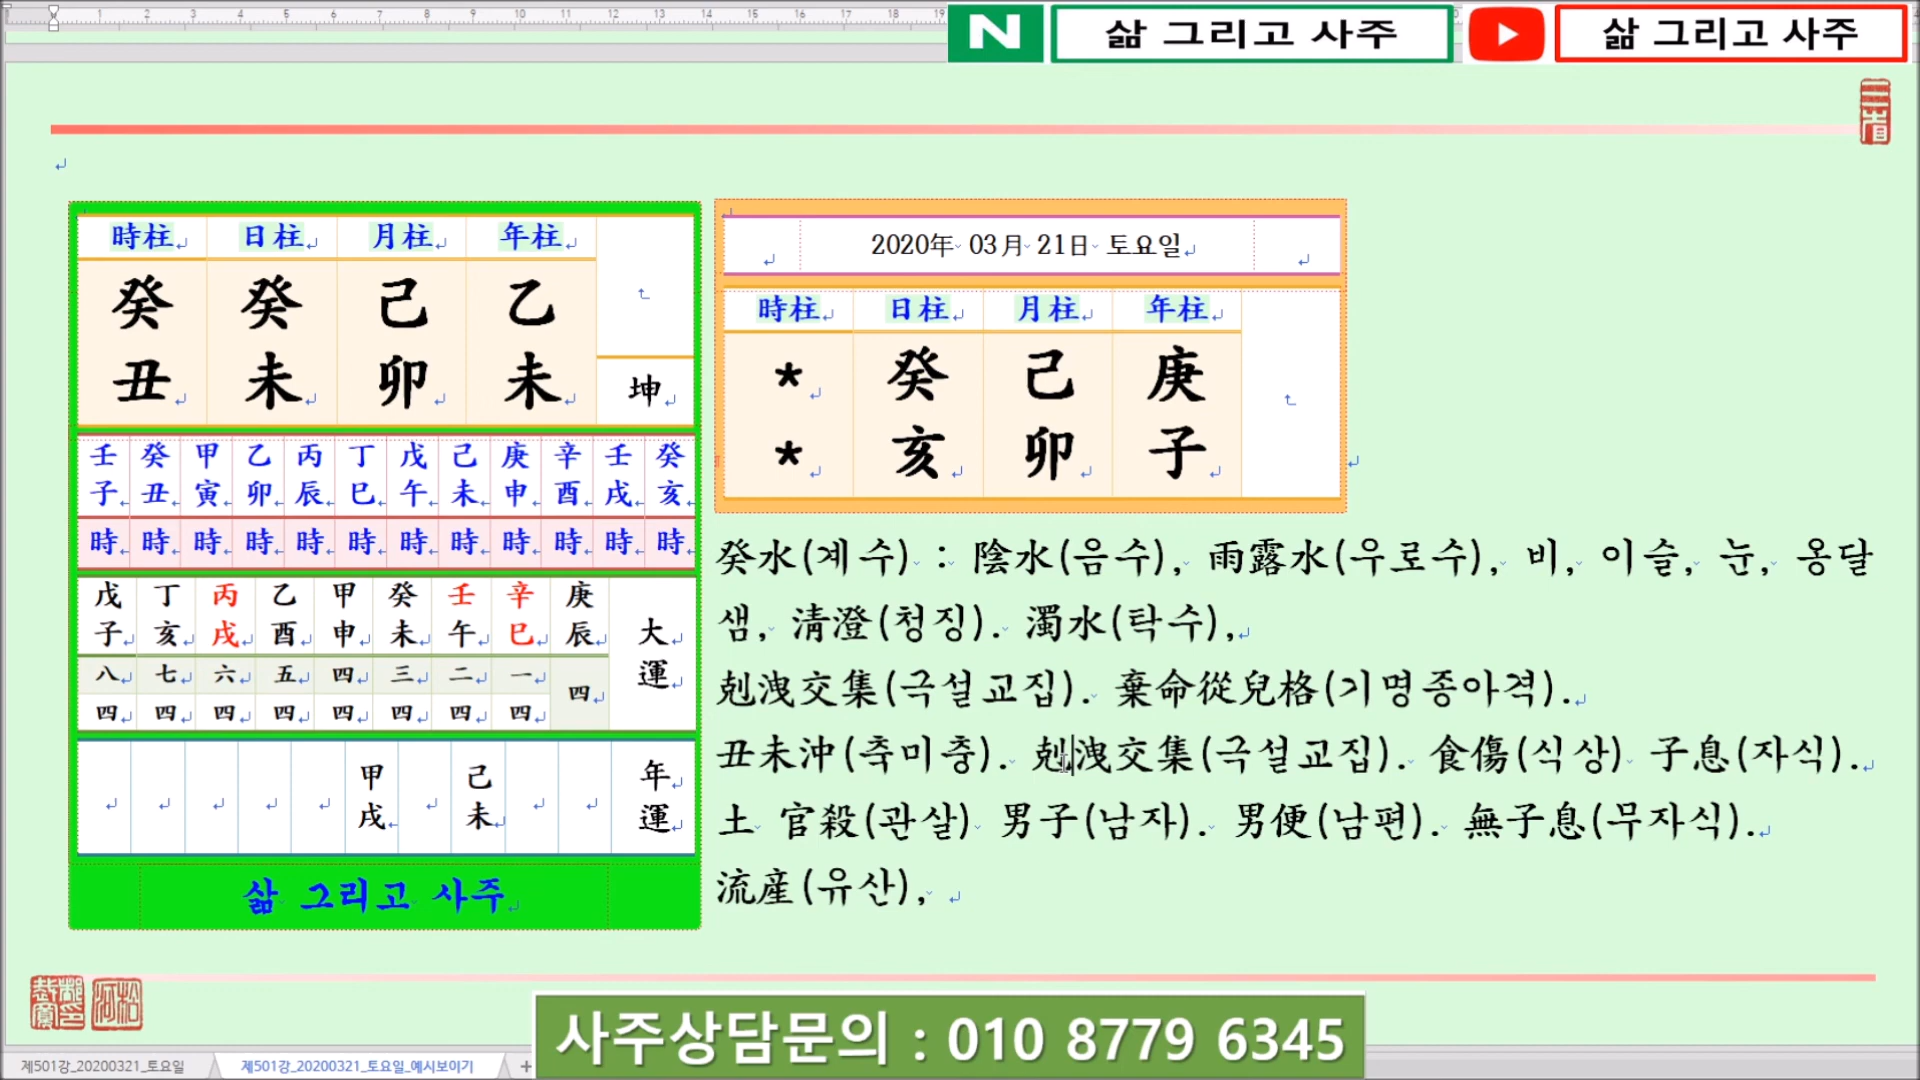 N 삶 그리고 사주 삶 그리고 사주
時柱 日柱 月柱 年柱
癸 癸 己 乙
丑 未 卯 未 坤
壬 癸 甲 乙 丙 丁 戊 己 庚 辛 壬 癸
子 丑 寅 卯 辰 巳 午 未 申 酉 戌 亥
時 時 時 時 時 時 時 時 時 時 時 時
戊 丁 丙 乙 甲 癸 壬 辛 庚 大
子 亥 戌 酉 申 未 午 巳 辰 運
八 七 六 五 四 三 二 一 四
四 四 四 四 四 四 四 四
甲 己 年
戌 未 運
삶 그리고 사주
2020年 03月 21日 토요일
時柱 日柱 月柱 年柱
* 癸 己 庚
* 亥 卯 子
癸水(계수) : 陰水(음수), 雨露水(우로수), 비, 이슬, 눈, 옹달
샘, 淸澄(청징). 濁水(탁수),
剋洩交集(극설교집). 棄命從兒格(기명종아격).
丑未沖(축미충). 剋洩交集(극설교집). 食傷(식상) 子息(자식).
土 官殺(관살) 男子(남자). 男便(남편). 無子息(무자식).
流産(유산),
사주상담문의 : 010 8779 6345
제501강_20200321_토요일 제501강_20200321_토요일_예시보이기 +